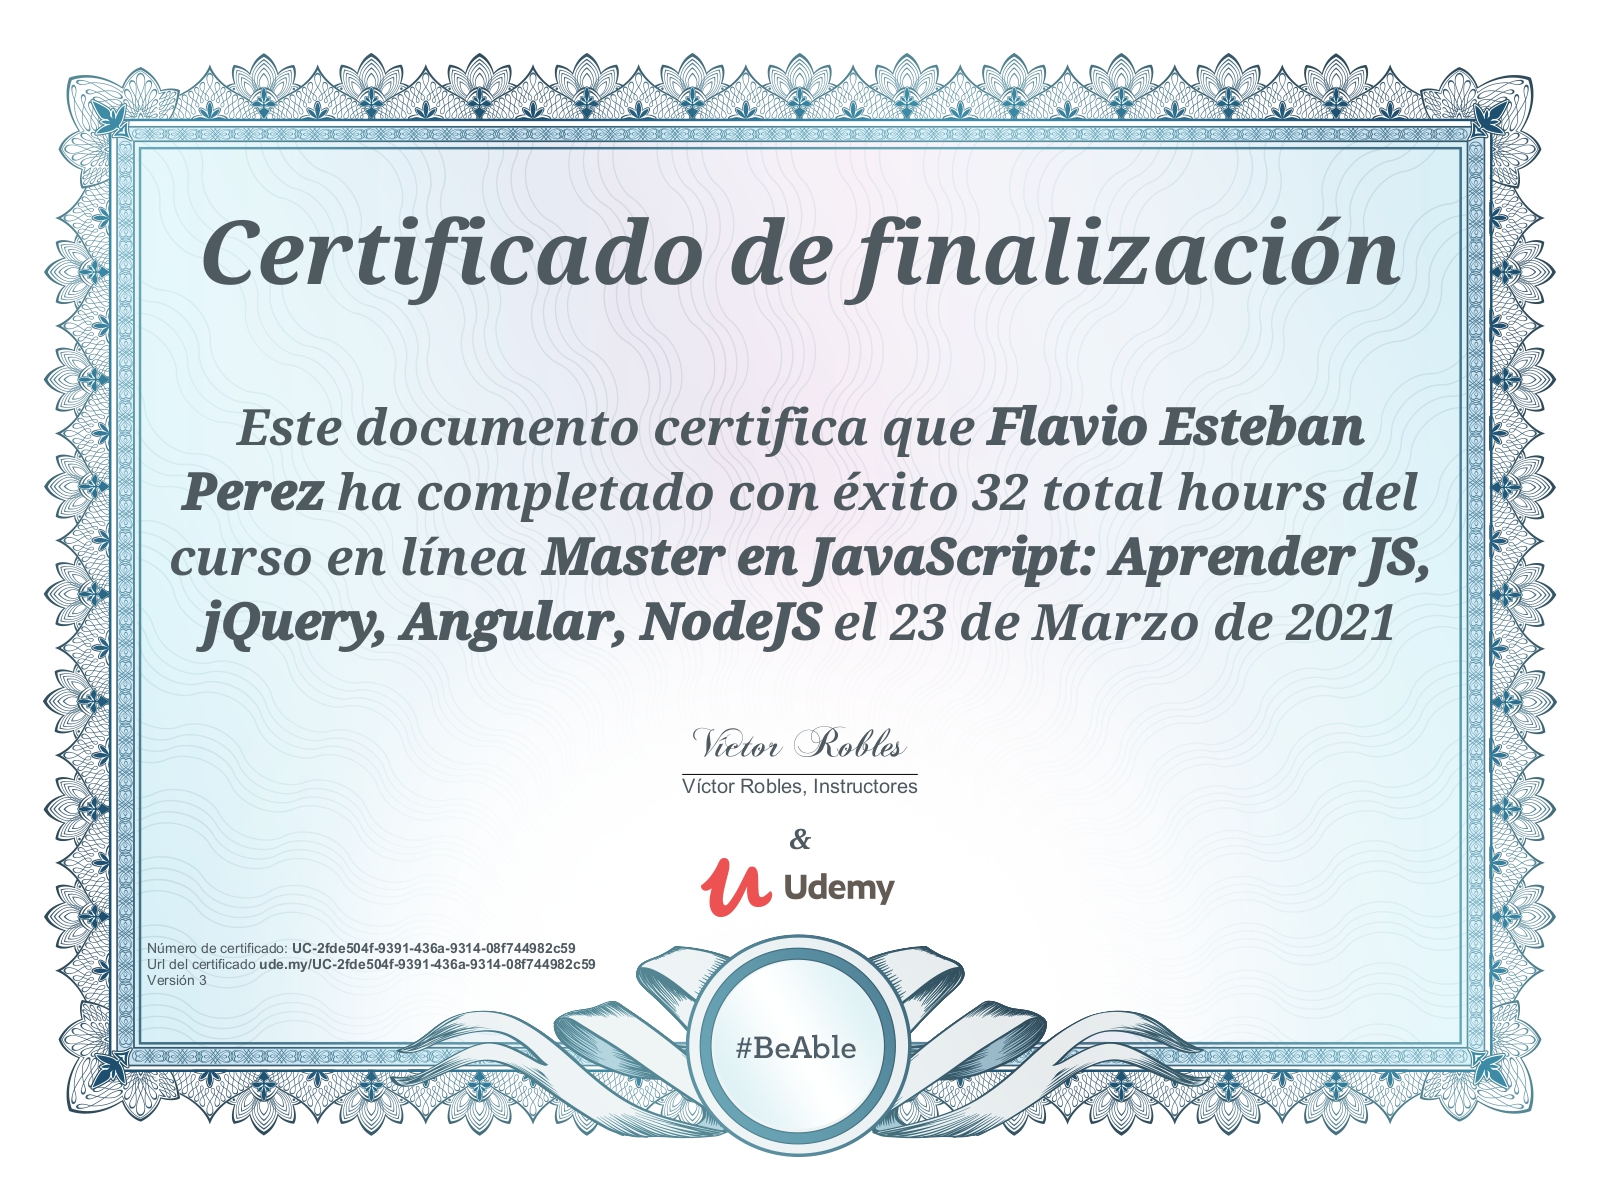 Certificado de finalización
Este documento certifica que Flavio Esteban
Perez ha completado con éxito 32 total hours del
curso en línea Master en JavaScript: Aprender JS,
jQuery, Angular, NodeJS el 23 de Marzo de 2021
Víctor Robles
Víctor Robles, Instructores
&
Udemy
Número de certificado: UC-2fde504f-9391-436a-9314-08f744982c59
Url del certificado ude.my/UC-2fde504f-9391-436a-9314-08f744982c59
Versión 3
#BeAble